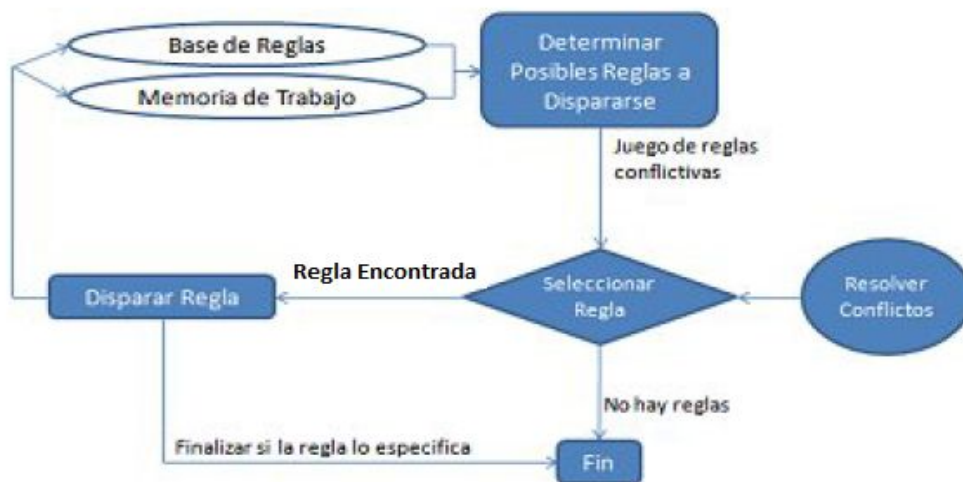 Base de Reglas
Memoria de Trabajo
Determinar
Posibles Reglas a
Dispararse
Juego de reglas
conflictivas
Regla Encontrada
Disparar Regla
Seleccionar
Regla
Resolver
Conflictos
No hay reglas
Finalizar si la regla lo especifica
Fin